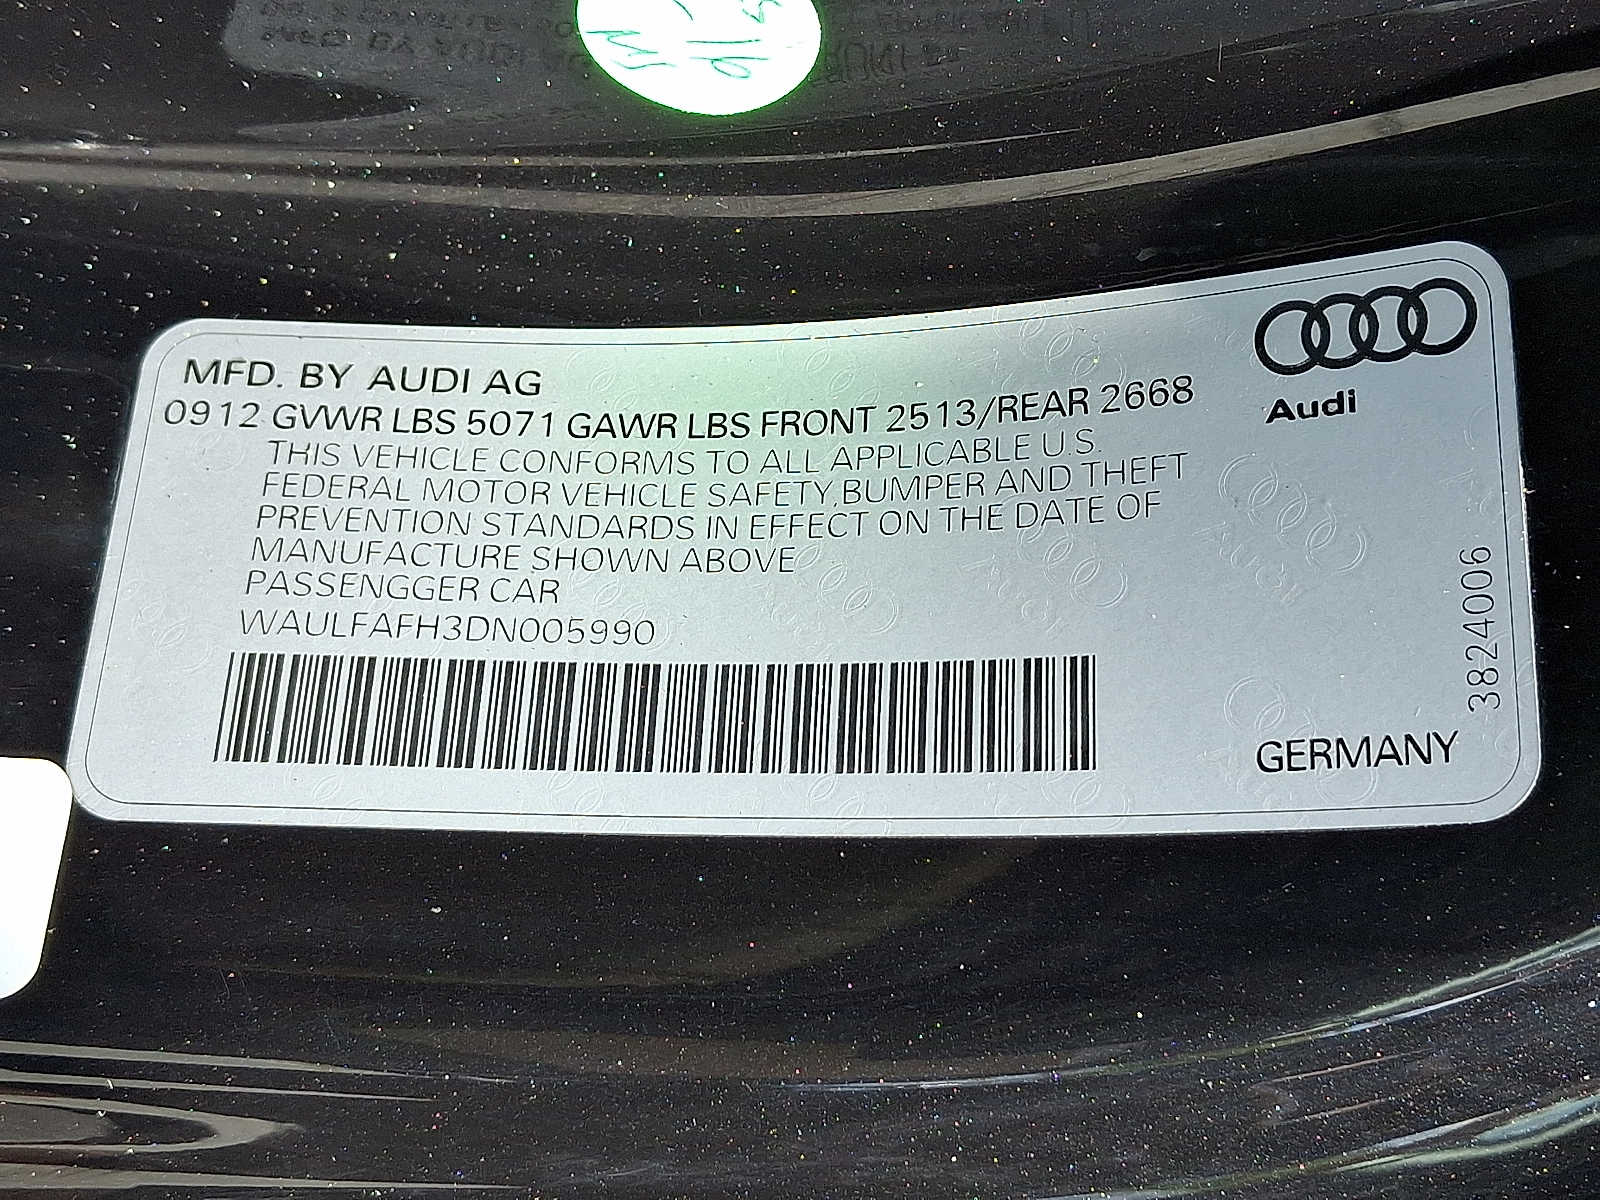 MFD. BY AUDI AG
0912 GVWR LBS 5071 GAWR LBS FRONT 2513/REAR 2668
THIS VEHICLE CONFORMS TO ALL APPLICABLE U.S.
FEDERAL MOTOR VEHICLE SAFETY,BUMPER AND THEFT
PREVENTION STANDARDS IN EFFECT ON THE DATE OF
MANUFACTURE SHOWN ABOVE
PASSENGGER CAR
WAULFAFH3DN005990
Audi
3824006
GERMANY